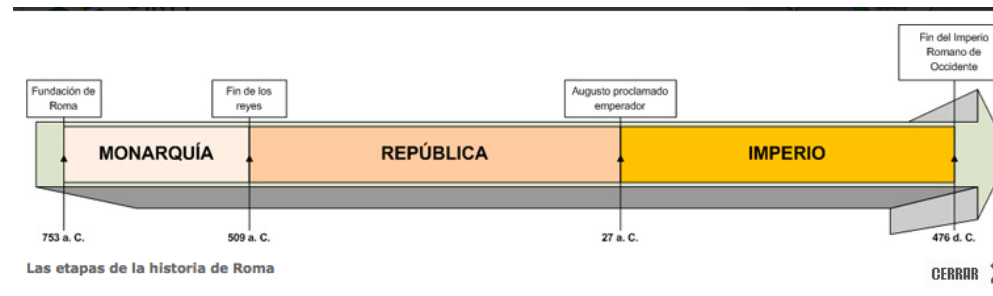 Fundación de
Roma
Fin de los
reyes
Augusto proclamado
emperador
Fin del Imperio
Romano de
Occidente
MONARQUÍA
REPÚBLICA
IMPERIO
753 a. C.
509 a. C.
27 a. C.
476 d. C.
Las etapas de la historia de Roma
CERRAR